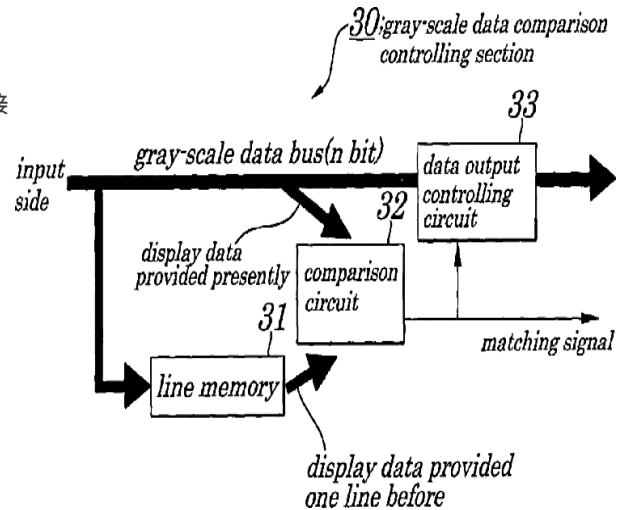 30;gray-scale data comparison
controlling section
接
33
gray-scale data bus(n bit)
input
side
data output
controlling
circuit
32
display data
provided presently
comparison
circuit
31
matching signal
line memory
display data provided
one line before